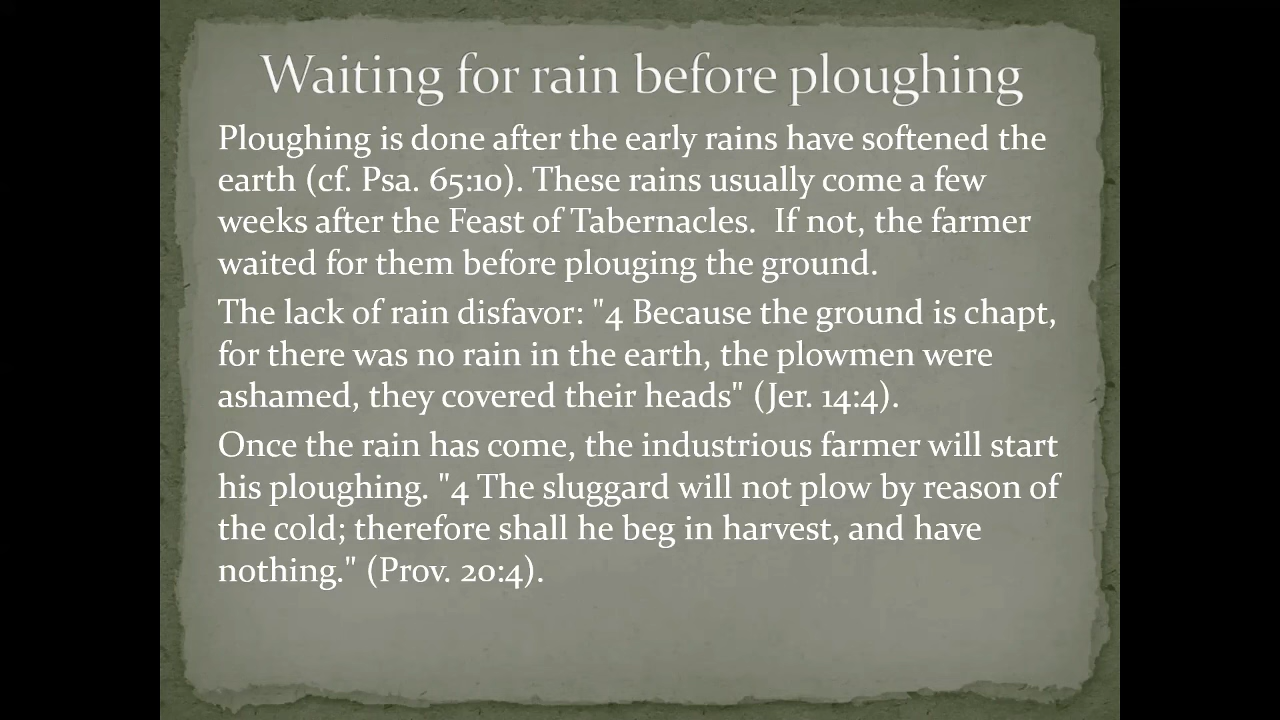 Waiting for rain before ploughing
Ploughing is done after the early rains have softened the
earth (cf. Psa. 65:10). These rains usually come a few
weeks after the Feast of Tabernacles.  If not, the farmer
waited for them before plouging the ground.
The lack of rain disfavor: "4 Because the ground is chapt,
for there was no rain in the earth, the plowmen were
ashamed, they covered their heads" (Jer. 14:4).
Once the rain has come, the industrious farmer will start
his ploughing. "4 The sluggard will not plow by reason of
the cold; therefore shall he beg in harvest, and have
nothing." (Prov. 20:4).